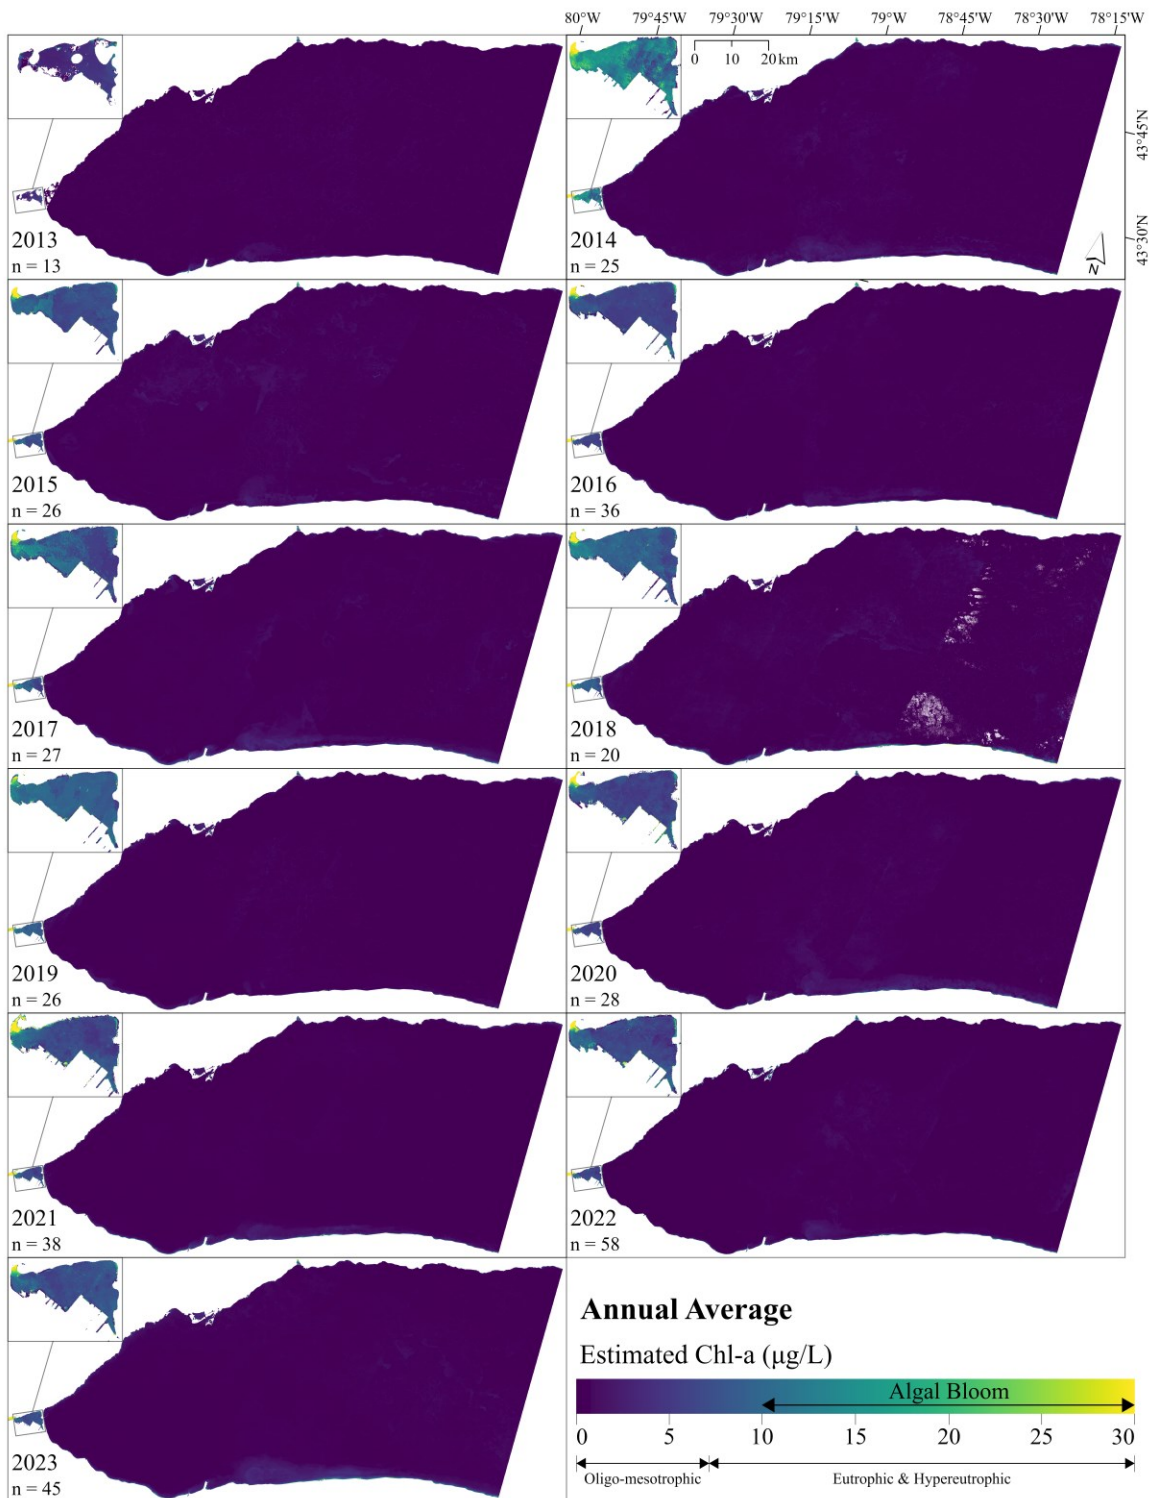 80°W 79°45'W 79°30'W 79°15'W 79°W 78°45'W 78°30'W 78°15'W
0 10 20 km
43°45'N
43°30'N
N
2013
n = 13
2014
n = 25
2015
n = 26
2016
n = 36
2017
n = 27
2018
n = 20
2019
n = 26
2020
n = 28
2021
n = 38
2022
n = 58
2023
n = 45
Annual Average
Estimated Chl-a (µg/L)
Algal Bloom
0 5 10 15 20 25 30
Oligo-mesotrophic Eutrophic & Hypereutrophic